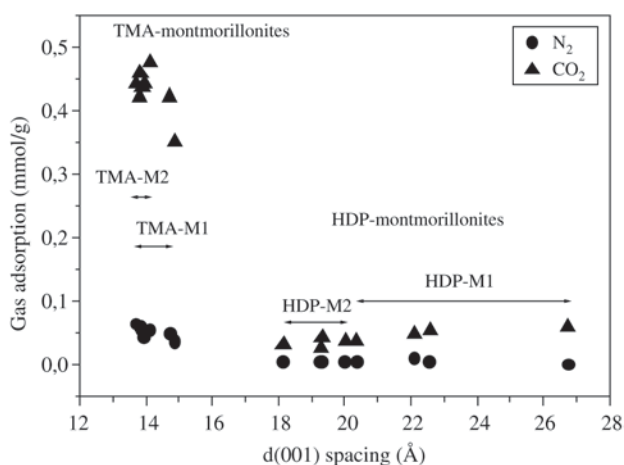 TMA-montmorillonites
N₂
CO₂
0,5
0,4
0,3
0,2
0,1
0,0
Gas adsorption (mmol/g)
TMA-M2
TMA-M1
HDP-montmorillonites
HDP-M1
HDP-M2
12 14 16 18 20 22 24 26 28
d(001) spacing (Å)